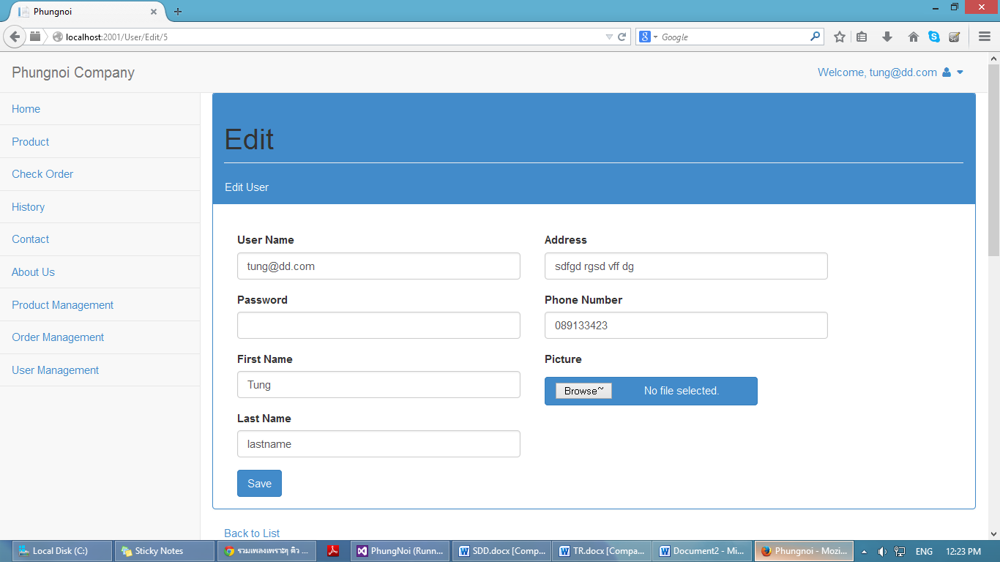 Phungnoi
localhost:2001/User/Edit/5
Google
Phungnoi Company
Welcome, tung@dd.com
Home
Product
Check Order
History
Contact
About Us
Product Management
Order Management
User Management
Edit
Edit User
User Name
tung@dd.com
Password
First Name
Tung
Last Name
lastname
Save
Address
sdfgd rgsd vff dg
Phone Number
089133423
Picture
Browse~ No file selected.
Back to List
Local Disk (C:) Sticky Notes รวมเพลงเพราะๆ คิว ... PhungNoi (Runn... SDD.docx [Comp... TR.docx [Compa... Document2 - Mi... Phungnoi - Mozi... ENG 12:23 PM